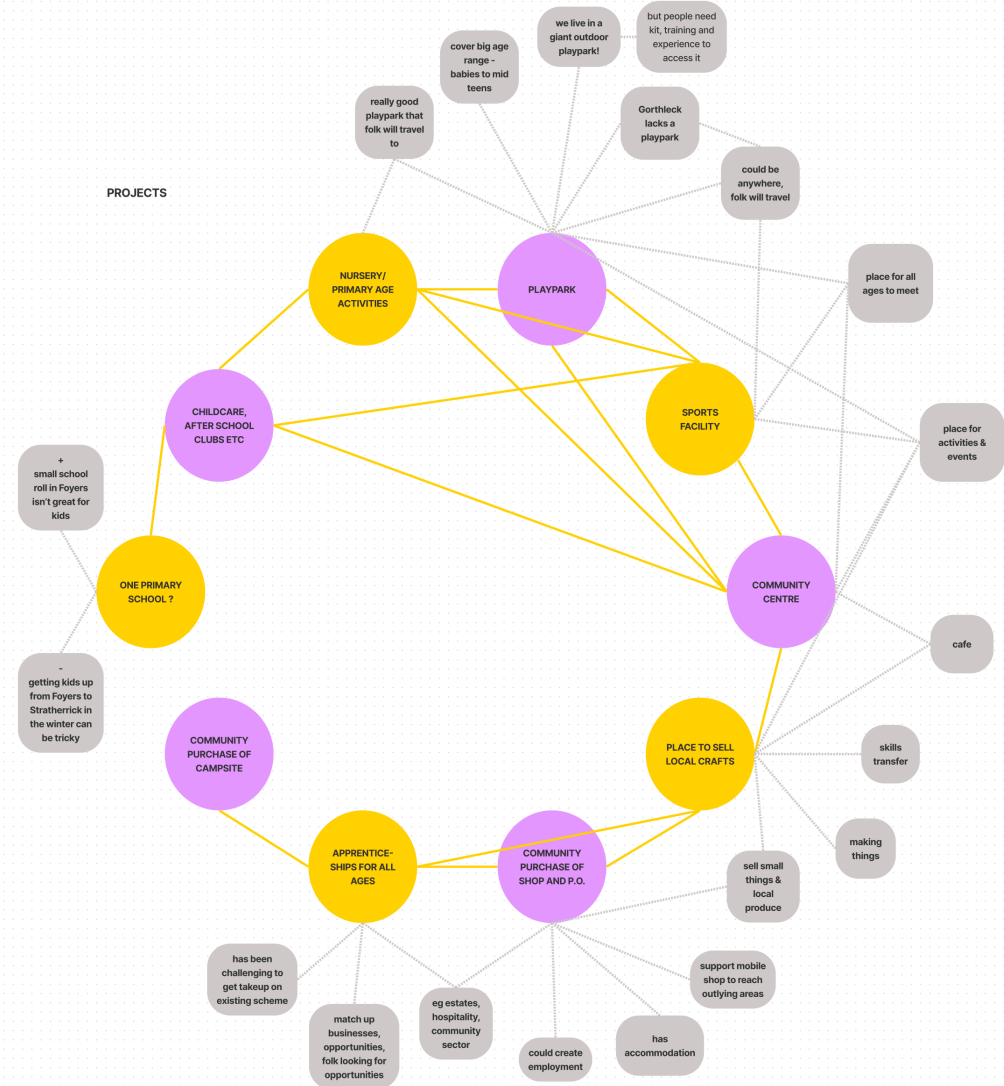 we live in a
giant outdoor
playpark!
but people need
kit, training and
experience to
access it
cover big age
range -
babies to mid
teens
really good
playpark that
folk will travel
to
Gorthleck
lacks a
playpark
could be
anywhere,
folk will travel
PROJECTS
NURSERY/
PRIMARY AGE
ACTIVITIES
PLAYPARK
place for all
ages to meet
CHILDCARE,
AFTER SCHOOL
CLUBS ETC
SPORTS
FACILITY
place for
activities &
events
+
small school
roll in Foyers
isn't great for
kids
ONE PRIMARY
SCHOOL ?
COMMUNITY
CENTRE
cafe
-
getting kids up
from Foyers to
Stratherrick in
the winter can
be tricky
COMMUNITY
PURCHASE OF
CAMPSITE
PLACE TO SELL
LOCAL CRAFTS
skills
transfer
making
things
APPRENTICE-
SHIPS FOR ALL
AGES
COMMUNITY
PURCHASE OF
SHOP AND P.O.
sell small
things &
local
produce
has been
challenging to
get takeup on
existing scheme
match up
businesses,
opportunities,
folk looking for
opportunities
eg estates,
hospitality,
community
sector
could create
employment
has
accommodation
support mobile
shop to reach
outlying areas